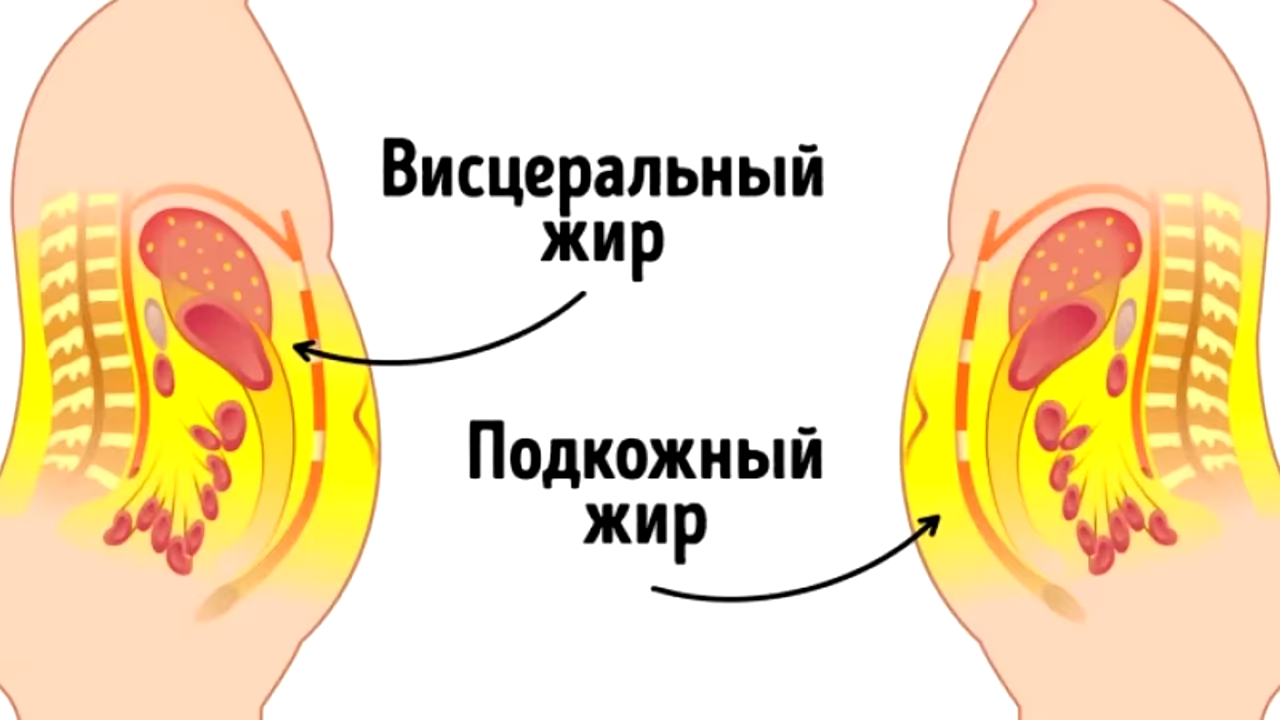 Висцеральный
жир
Подкожный
жир